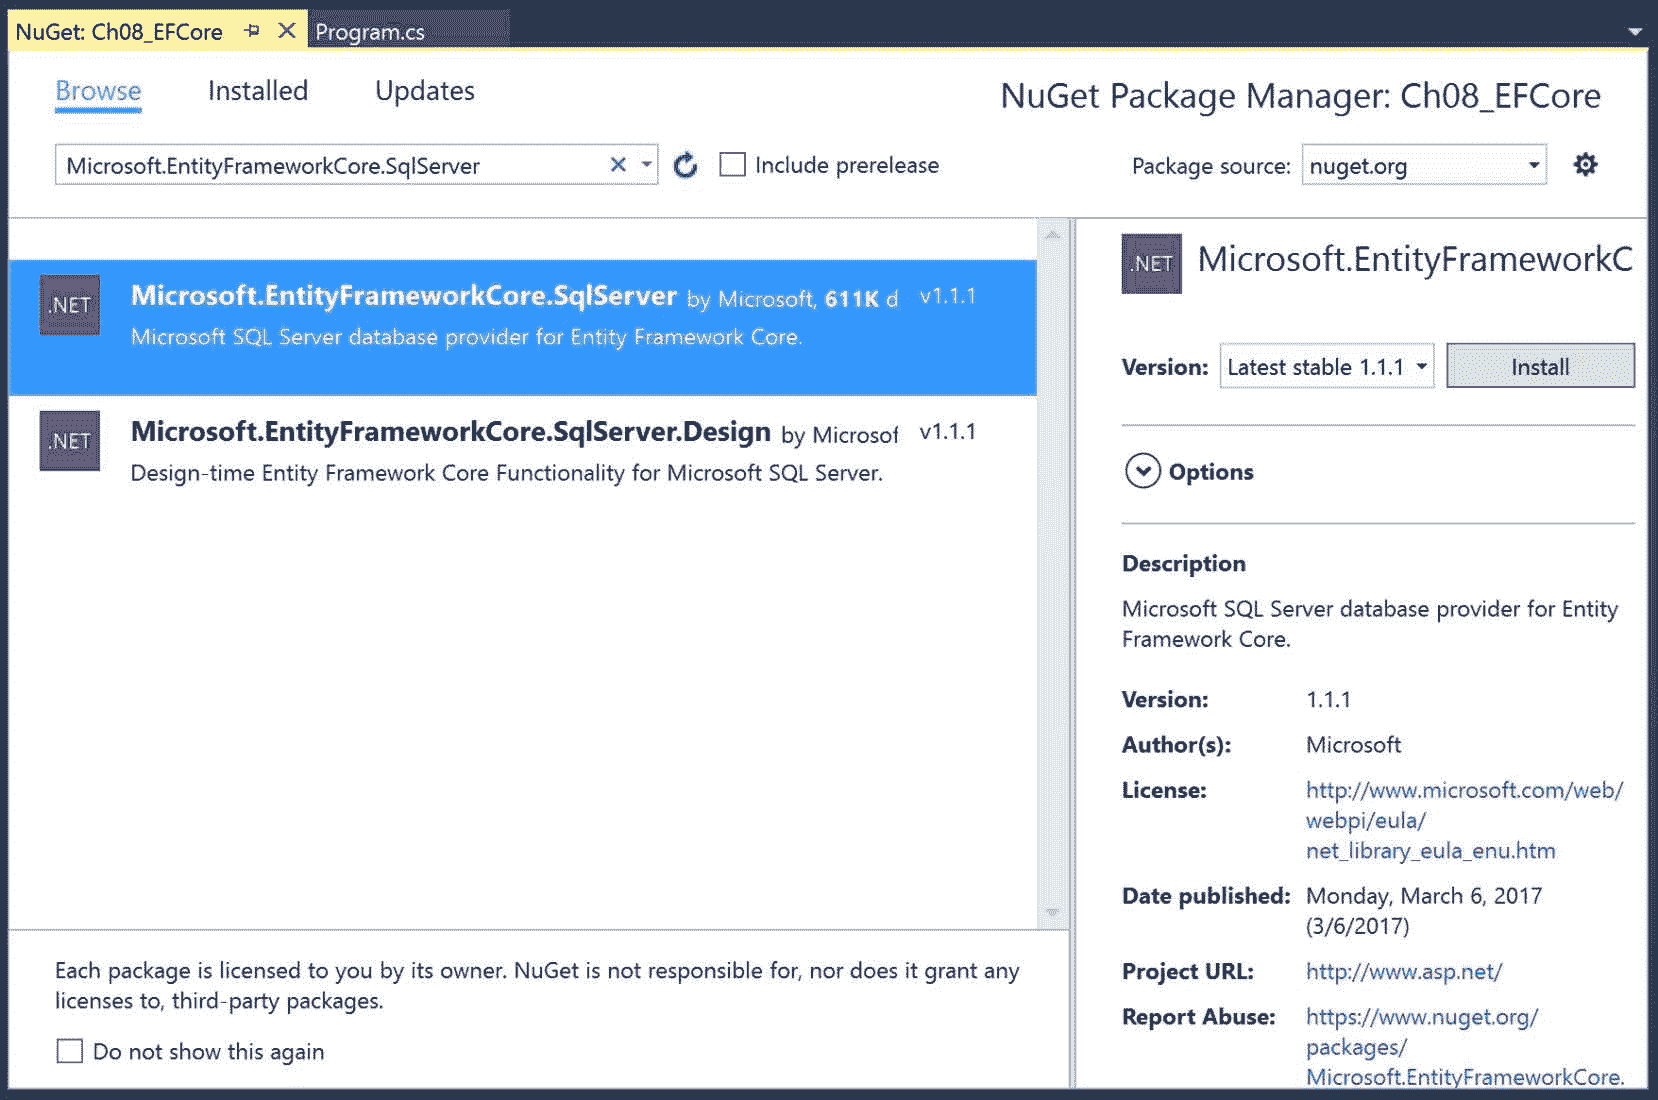 NuGet: Ch08_EFCore
Program.cs
Browse
Installed
Updates
NuGet Package Manager: Ch08_EFCore
Microsoft.EntityFrameworkCore.SqlServer
Include prerelease
Package source:
nuget.org
.NET
Microsoft.EntityFrameworkCore.SqlServer by Microsoft, 611K d v1.1.1
Microsoft SQL Server database provider for Entity Framework Core.
.NET
Microsoft.EntityFrameworkCore.SqlServer.Design by Microsof v1.1.1
Design-time Entity Framework Core Functionality for Microsoft SQL Server.
Each package is licensed to you by its owner. NuGet is not responsible for, nor does it grant any
licenses to, third-party packages.
Do not show this again
.NET
Microsoft.EntityFrameworkC
Version:
Latest stable 1.1.1
Install
Options
Description
Microsoft SQL Server database provider for Entity
Framework Core.
Version: 1.1.1
Author(s): Microsoft
License: http://www.microsoft.com/web/
webpi/eula/
net_library_eula_enu.htm
Date published: Monday, March 6, 2017
(3/6/2017)
Project URL: http://www.asp.net/
Report Abuse: https://www.nuget.org/
packages/
Microsoft.EntityFrameworkCore.